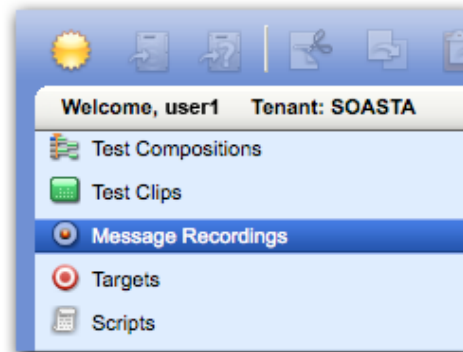 Welcome, user1 Tenant: SOASTA
Test Compositions
Test Clips
Message Recordings
Targets
Scripts